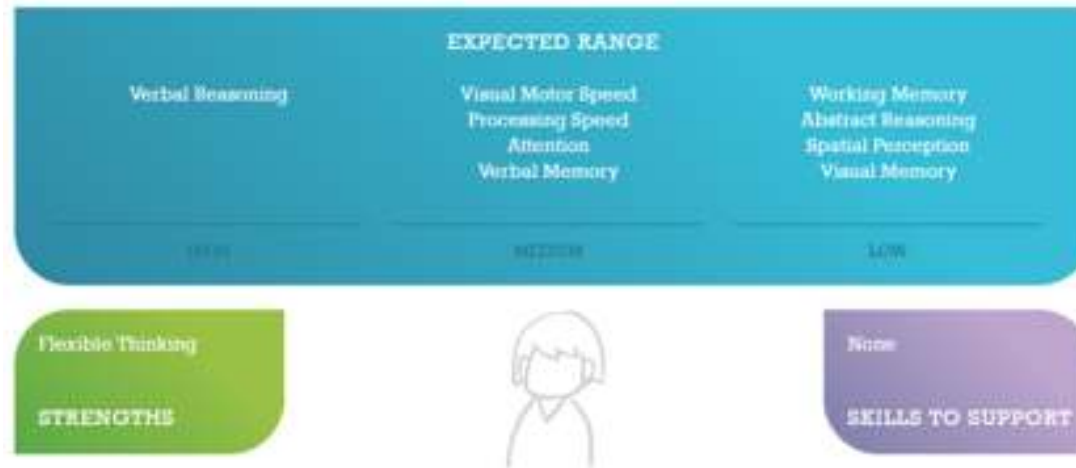 EXPECTED RANGE
Verbal Reasoning
Visual Motor Speed
Processing Speed
Attention
Verbal Memory
Working Memory
Abstract Reasoning
Spatial Perception
Visual Memory
HIGH
MEDIUM
LOW
Flexible Thinking
STRENGTHS
None
SKILLS TO SUPPORT